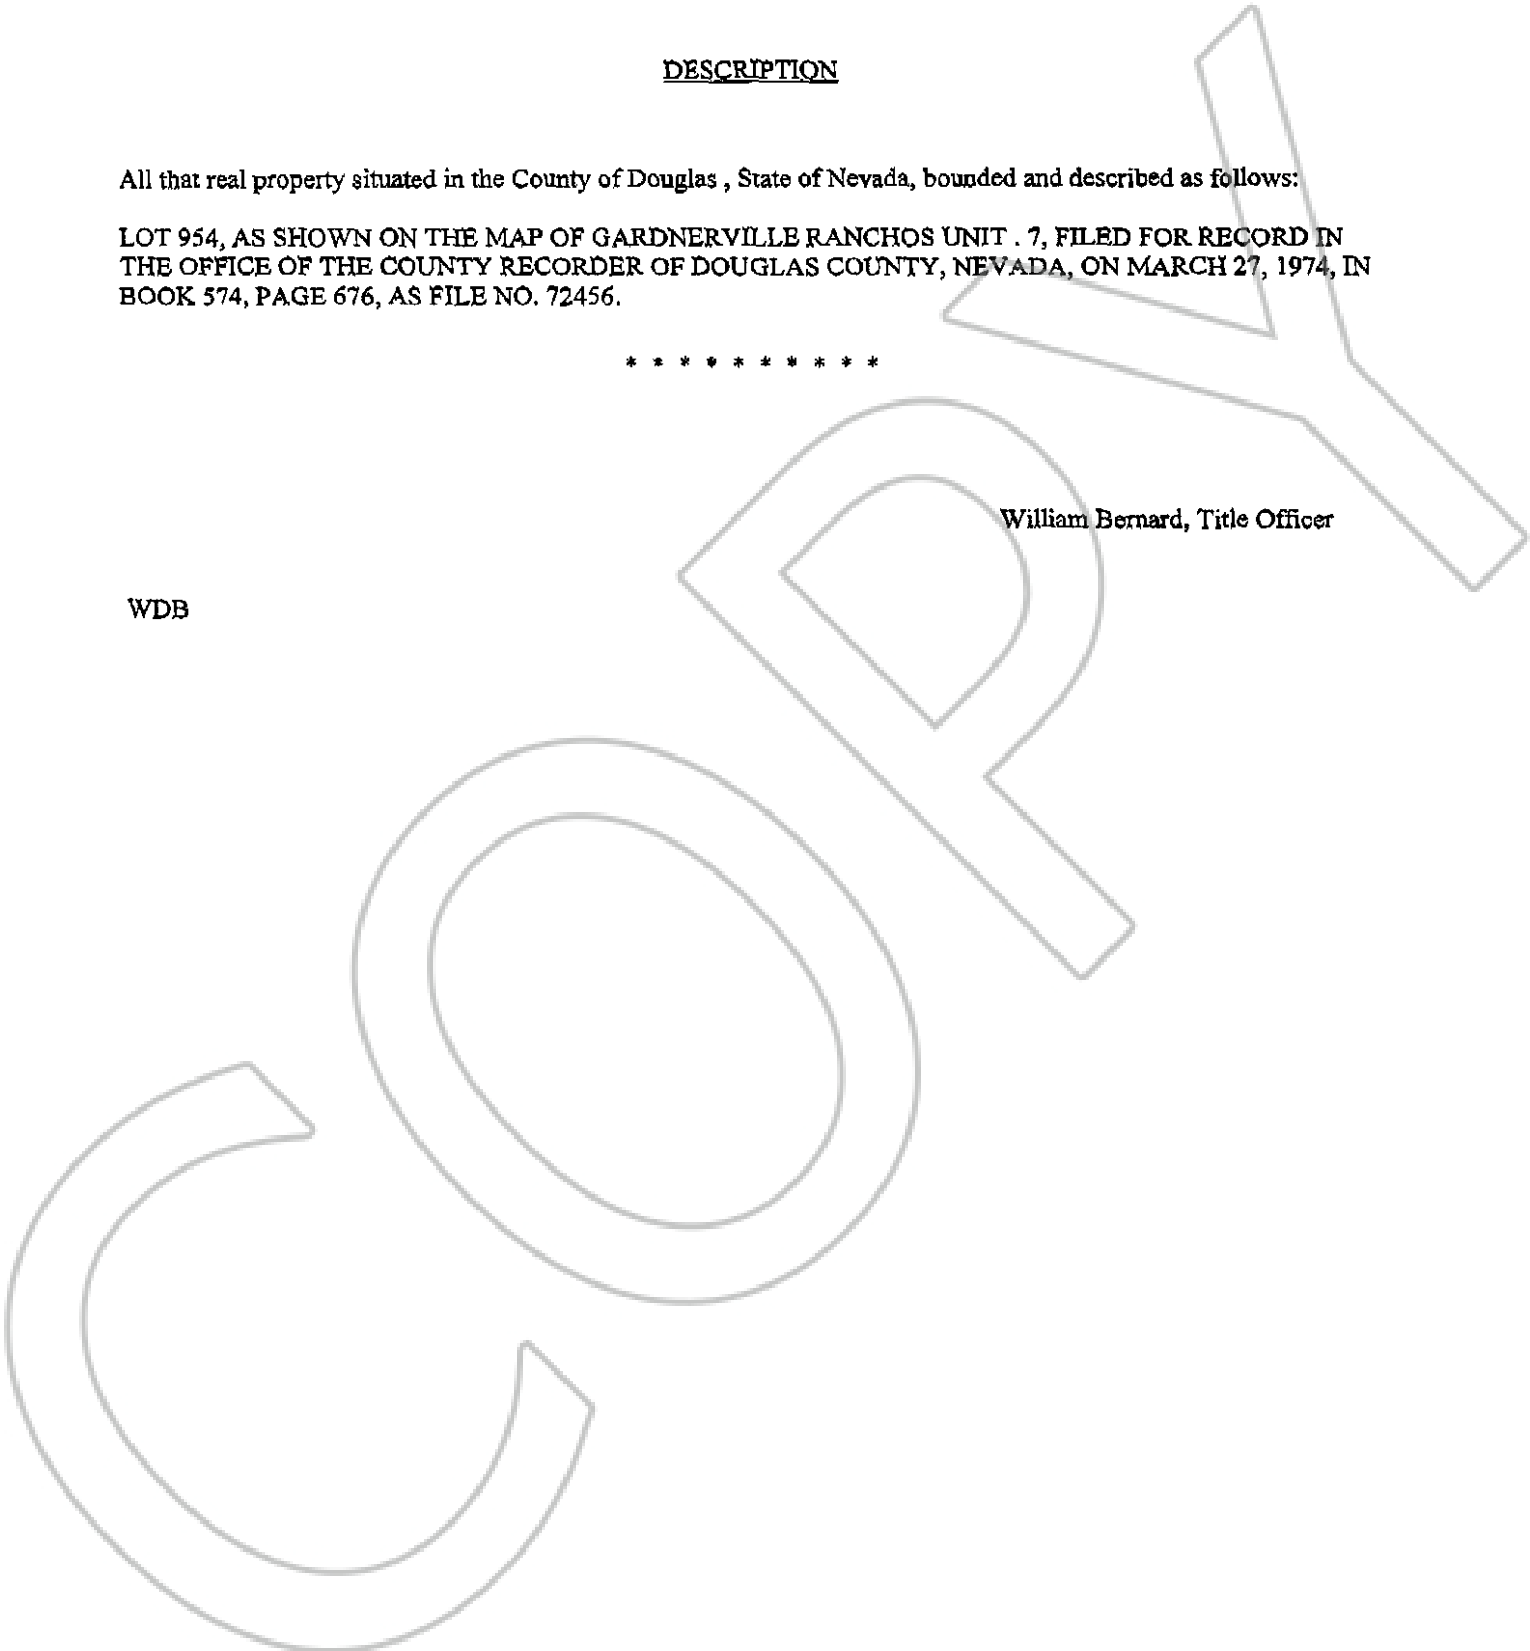 DESCRIPTION
All that real property situated in the County of Douglas , State of Nevada, bounded and described as follows:
LOT 954, AS SHOWN ON THE MAP OF GARDNERVILLE RANCHOS UNIT . 7, FILED FOR RECORD IN
THE OFFICE OF THE COUNTY RECORDER OF DOUGLAS COUNTY, NEVADA, ON MARCH 27, 1974, IN
BOOK 574, PAGE 676, AS FILE NO. 72456.
* * * * * * * * * *
William Bernard, Title Officer
WDB
COPY